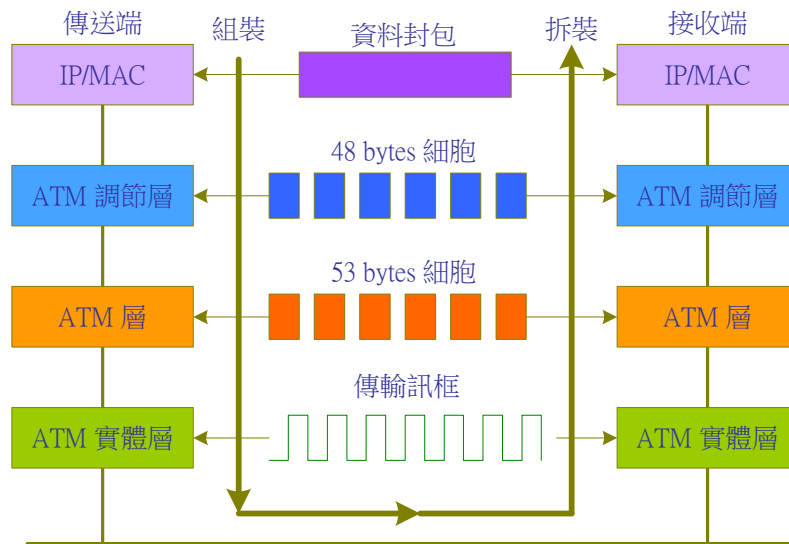 傳送端
組裝
資料封包
拆裝
接收端
IP/MAC
IP/MAC
48 bytes 細胞
ATM 調節層
ATM 調節層
53 bytes 細胞
ATM 層
ATM 層
傳輸訊框
ATM 實體層
ATM 實體層